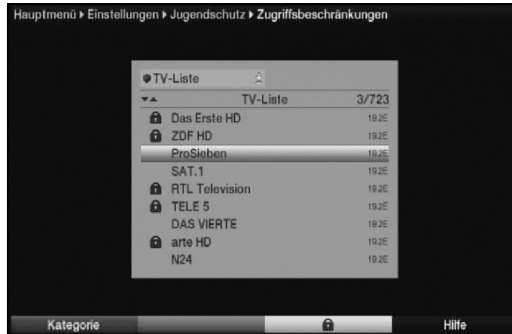 Hauptmenü ▸ Einstellungen ▸ Jugendschutz ▸ Zugriffsbeschränkungen
TV-Liste
TV-Liste 3/723
Das Erste HD 19.2E
ZDF HD 19.2E
ProSieben 19.2E
SAT.1 19.2E
RTL Television 19.2E
TELE 5 19.2E
DAS VIERTE 19.2E
arte HD 19.2E
N24 19.2E
Kategorie Hilfe